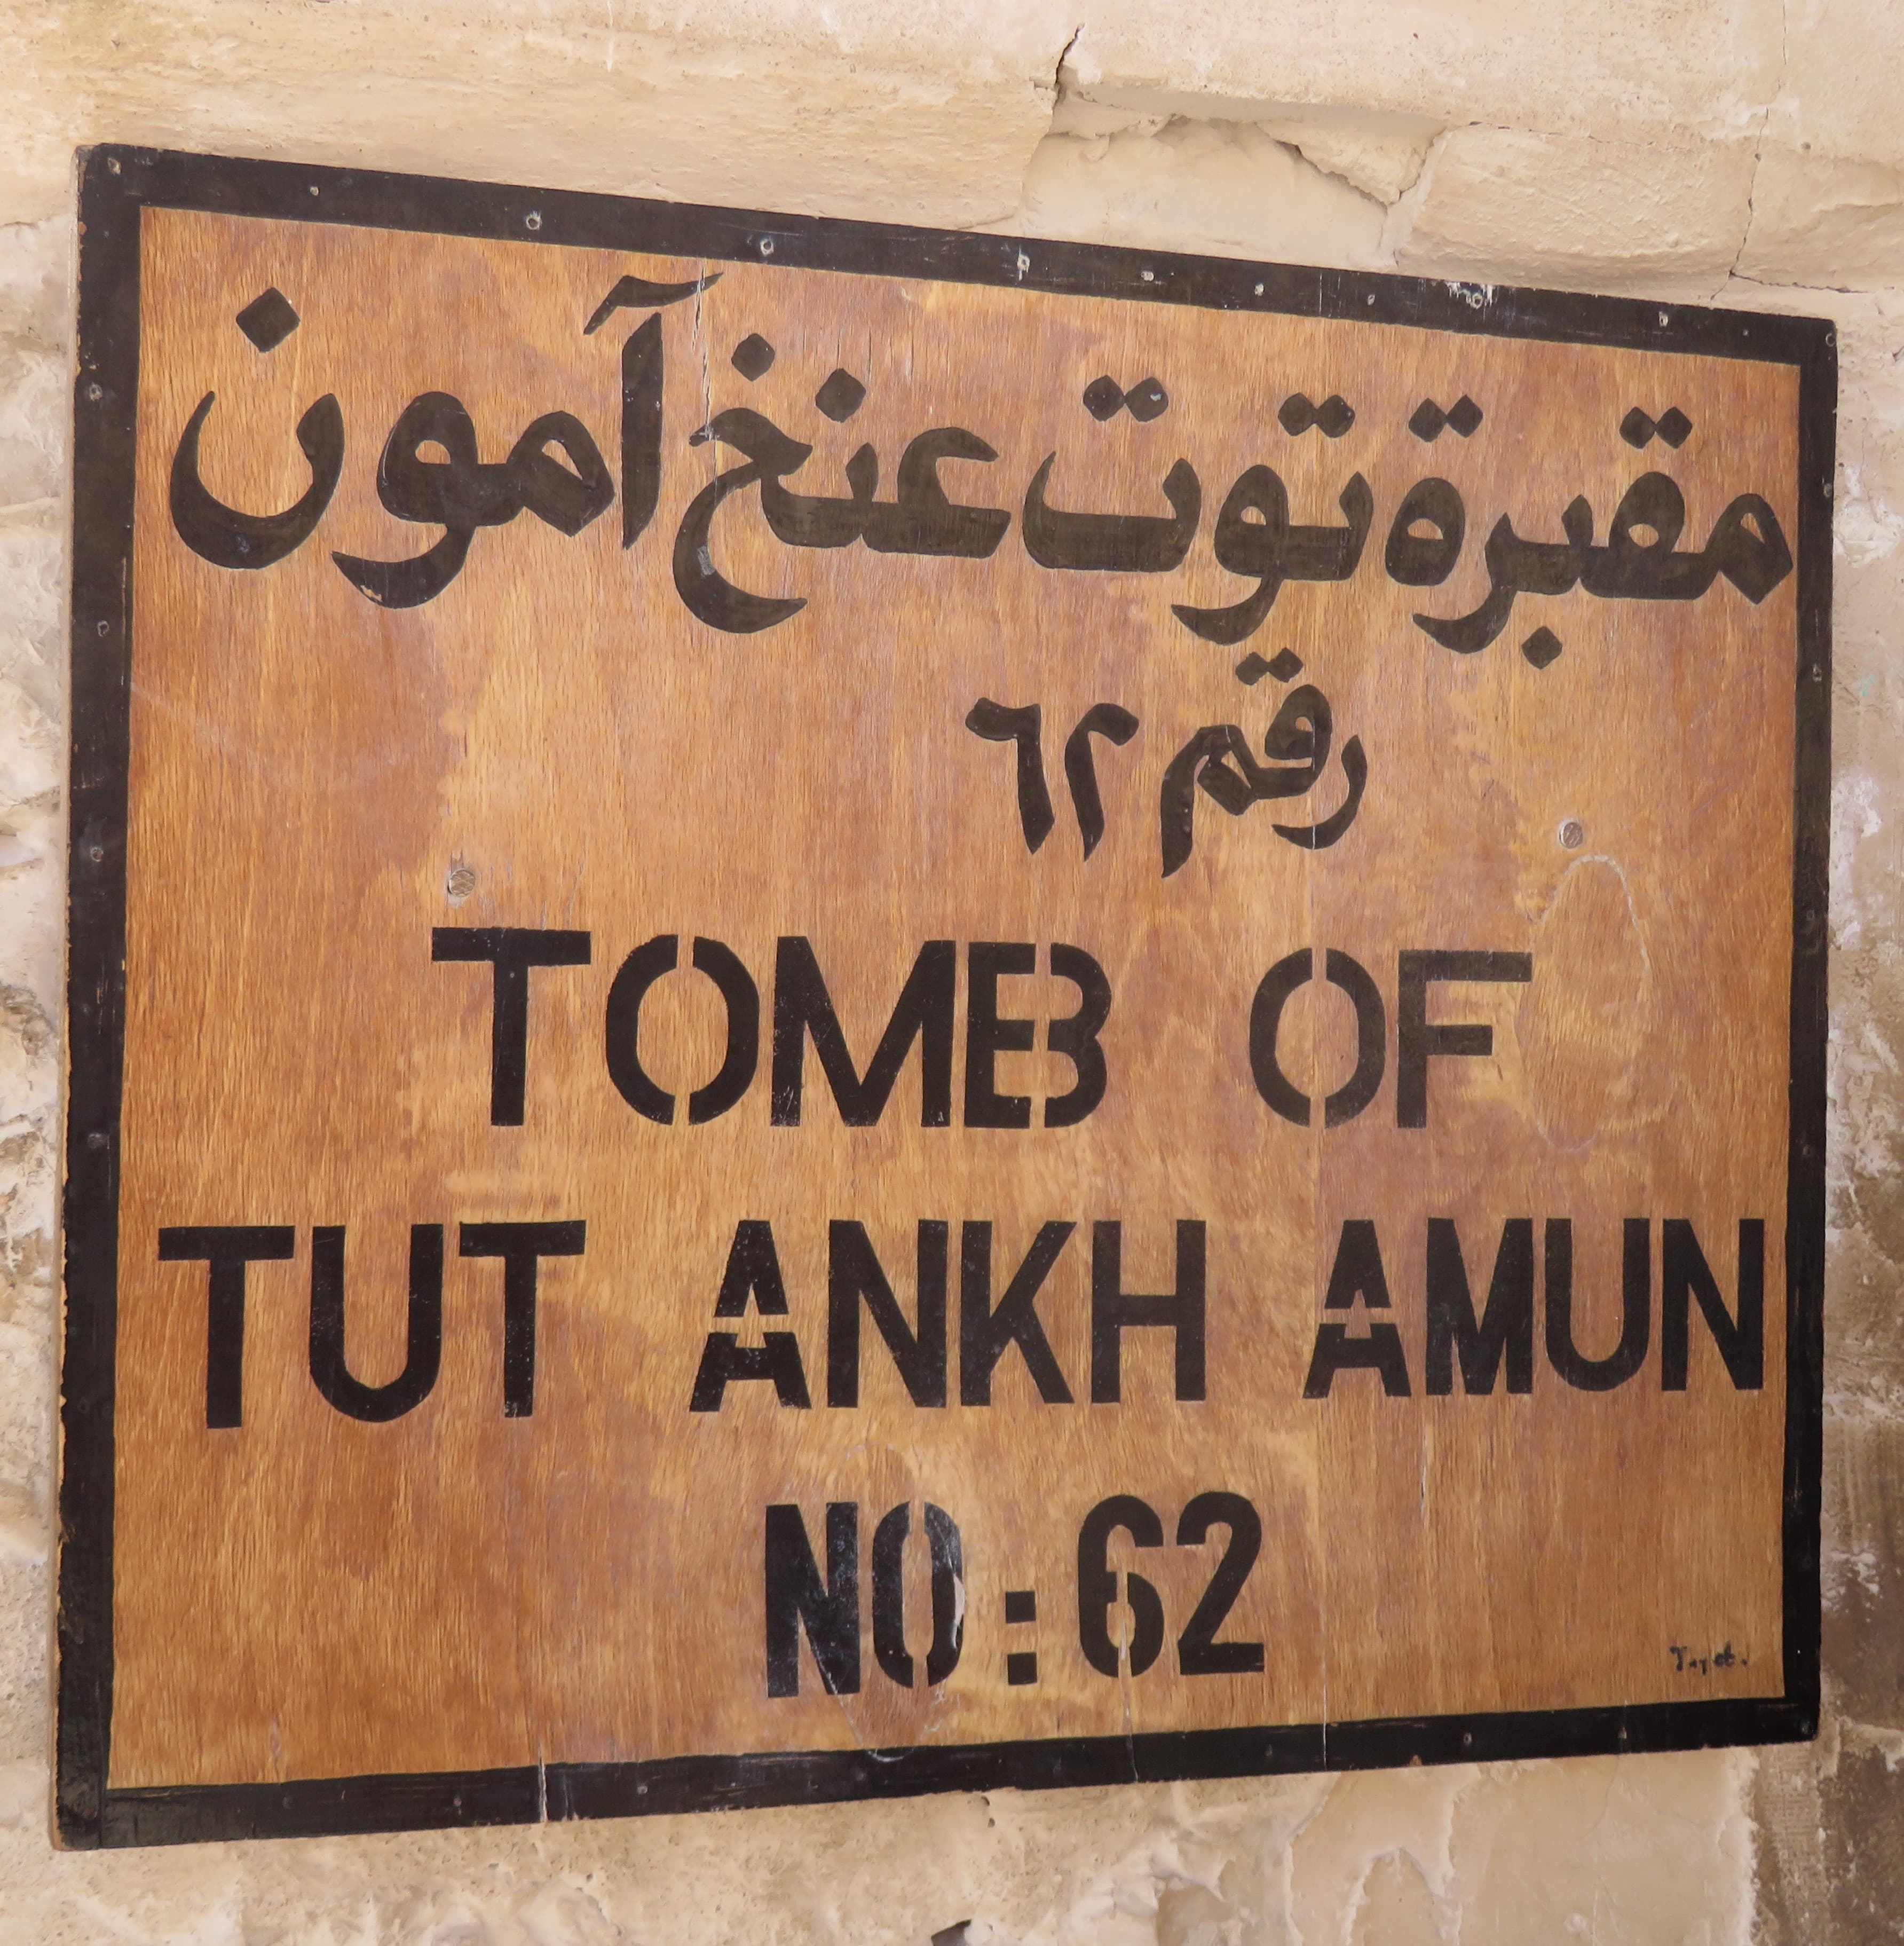 مقبرة توت عنخ آمون
رقم ٦٢
TOMB OF
TUT ANKH AMUN
NO : 62